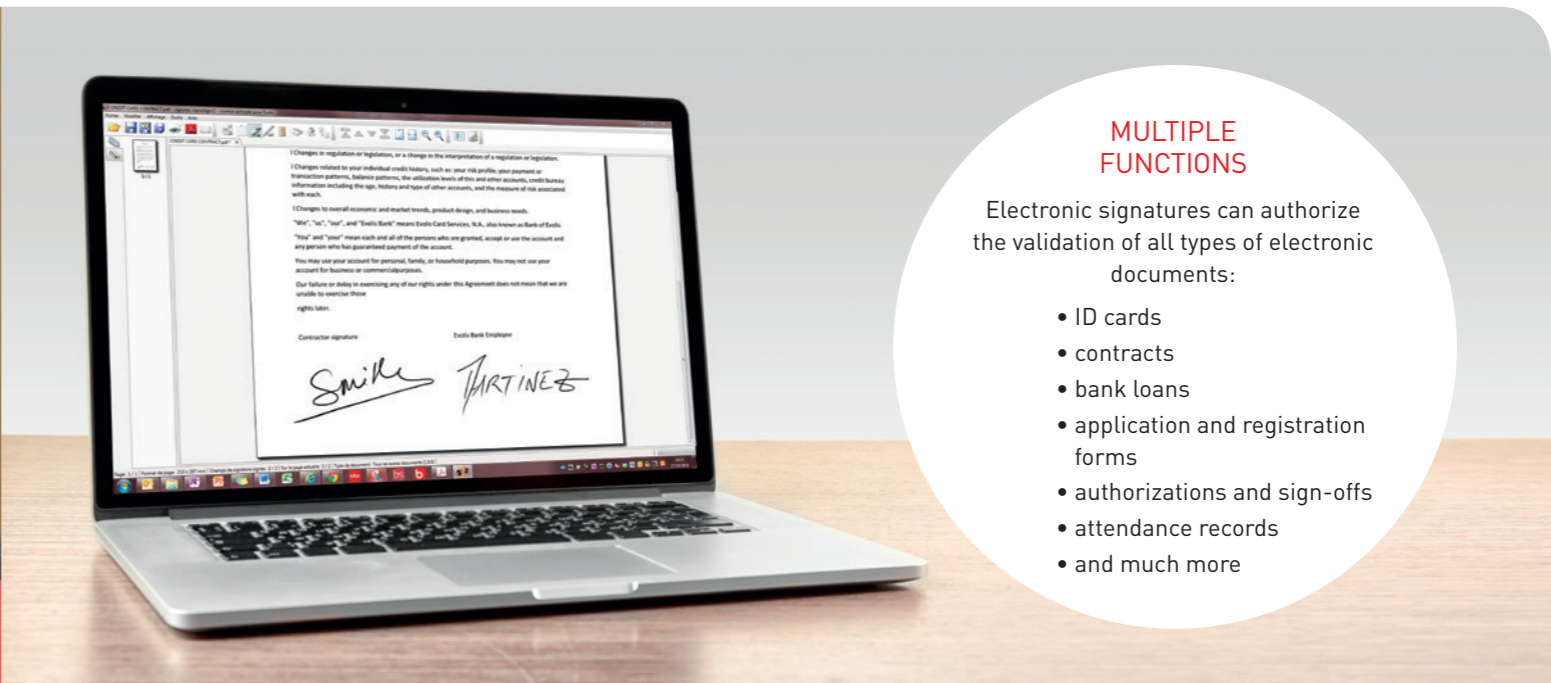 CREDIT CARD CONTRACT.pdf
I Changes in regulation or legislation, or a change in the interpretation of a regulation or legislation.
I Changes related to your individual credit history, such as: your risk profile, your payment or
transaction patterns, balance patterns, the utilization levels of this and other accounts, credit bureau
information including the age, history and type of other accounts, and the measure of risk associated
with each.
I Changes to overall economic and market trends, product design, and business needs.
"We", "us", "our", and "Evolis Bank" means Evolis Card Services, N.A., also known as Bank of Evolis.
"You" and "your" mean each and all of the persons who are granted, accept or use the account and
any person who has guaranteed payment of the account.
You may use your account for personal, family, or household purposes. You may not use your
account for business or commercialpurposes.
Our failure or delay in exercising any of our rights under this Agreement does not mean that we are
unable to exercise those
rights later.
Contractor signature
Evolis Bank Employee
MARTINEZ
MULTIPLE
FUNCTIONS
Electronic signatures can authorize
the validation of all types of electronic
documents:
• ID cards
• contracts
• bank loans
• application and registration
forms
• authorizations and sign-offs
• attendance records
• and much more